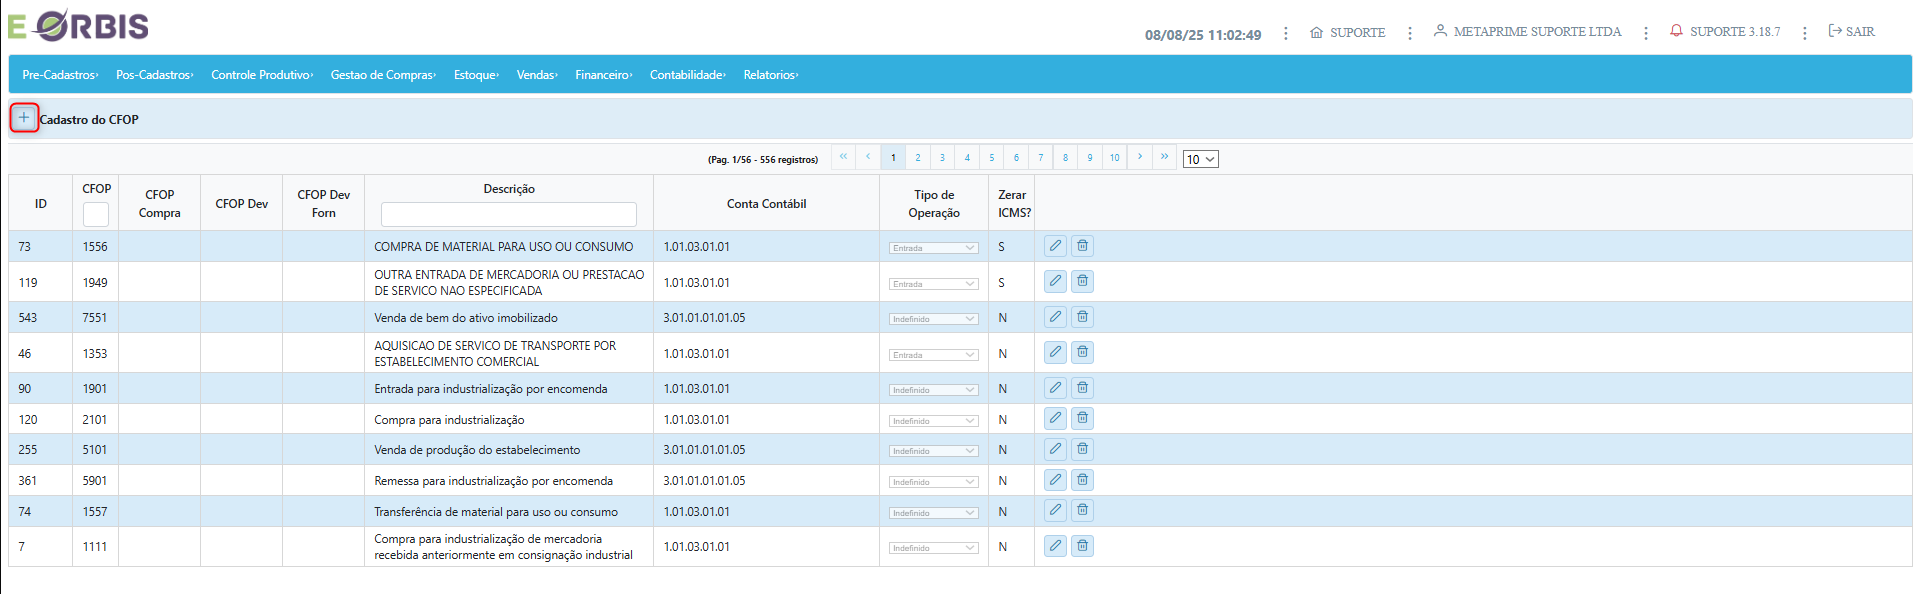 E ORBIS
08/08/25 11:02:49 SUPORTE METAPRIME SUPORTE LTDA SUPORTE 3.18.7 SAIR
Pre-Cadastros Pos-Cadastros Controle Produtivo Gestao de Compras Estoque Vendas Financeiro Contabilidade Relatorios
+ Cadastro do CFOP
(Pag. 1/56 - 556 registros) « ‹ 1 2 3 4 5 6 7 8 9 10 › » 10
ID CFOP CFOP Compra CFOP Dev CFOP Dev Forn Descrição Conta Contábil Tipo de Operação Zerar ICMS?
73 1556 COMPRA DE MATERIAL PARA USO OU CONSUMO 1.01.03.01.01 Entrada S
119 1949 OUTRA ENTRADA DE MERCADORIA OU PRESTACAO DE SERVICO NAO ESPECIFICADA 1.01.03.01.01 Entrada S
543 7551 Venda de bem do ativo imobilizado 3.01.01.01.01.05 Indefinido N
46 1353 AQUISICAO DE SERVICO DE TRANSPORTE POR ESTABELECIMENTO COMERCIAL 1.01.03.01.01 Entrada N
90 1901 Entrada para industrialização por encomenda 1.01.03.01.01 Indefinido N
120 2101 Compra para industrialização 1.01.03.01.01 Indefinido N
255 5101 Venda de produção do estabelecimento 3.01.01.01.01.05 Indefinido N
361 5901 Remessa para industrialização por encomenda 3.01.01.01.01.05 Indefinido N
74 1557 Transferência de material para uso ou consumo 1.01.03.01.01 Indefinido N
7 1111 Compra para industrialização de mercadoria recebida anteriormente em consignação industrial 1.01.03.01.01 Indefinido N